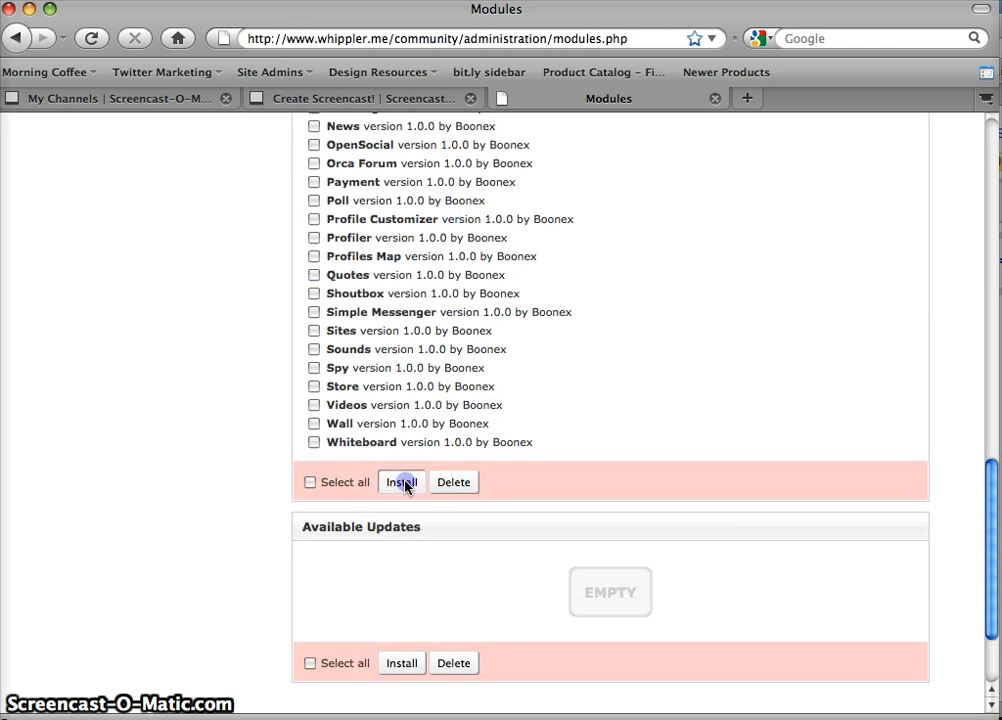 Modules
http://www.whippler.me/community/administration/modules.php
Google
Morning Coffee
Twitter Marketing
Site Admins
Design Resources
bit.ly sidebar
Product Catalog – Fi...
Newer Products
My Channels | Screencast-O-M...
Create Screencast! | Screencast...
Modules
News version 1.0.0 by Boonex
OpenSocial version 1.0.0 by Boonex
Orca Forum version 1.0.0 by Boonex
Payment version 1.0.0 by Boonex
Poll version 1.0.0 by Boonex
Profile Customizer version 1.0.0 by Boonex
Profiler version 1.0.0 by Boonex
Profiles Map version 1.0.0 by Boonex
Quotes version 1.0.0 by Boonex
Shoutbox version 1.0.0 by Boonex
Simple Messenger version 1.0.0 by Boonex
Sites version 1.0.0 by Boonex
Sounds version 1.0.0 by Boonex
Spy version 1.0.0 by Boonex
Store version 1.0.0 by Boonex
Videos version 1.0.0 by Boonex
Wall version 1.0.0 by Boonex
Whiteboard version 1.0.0 by Boonex
Select all Install Delete
Available Updates
EMPTY
Select all Install Delete
Screencast-O-Matic.com